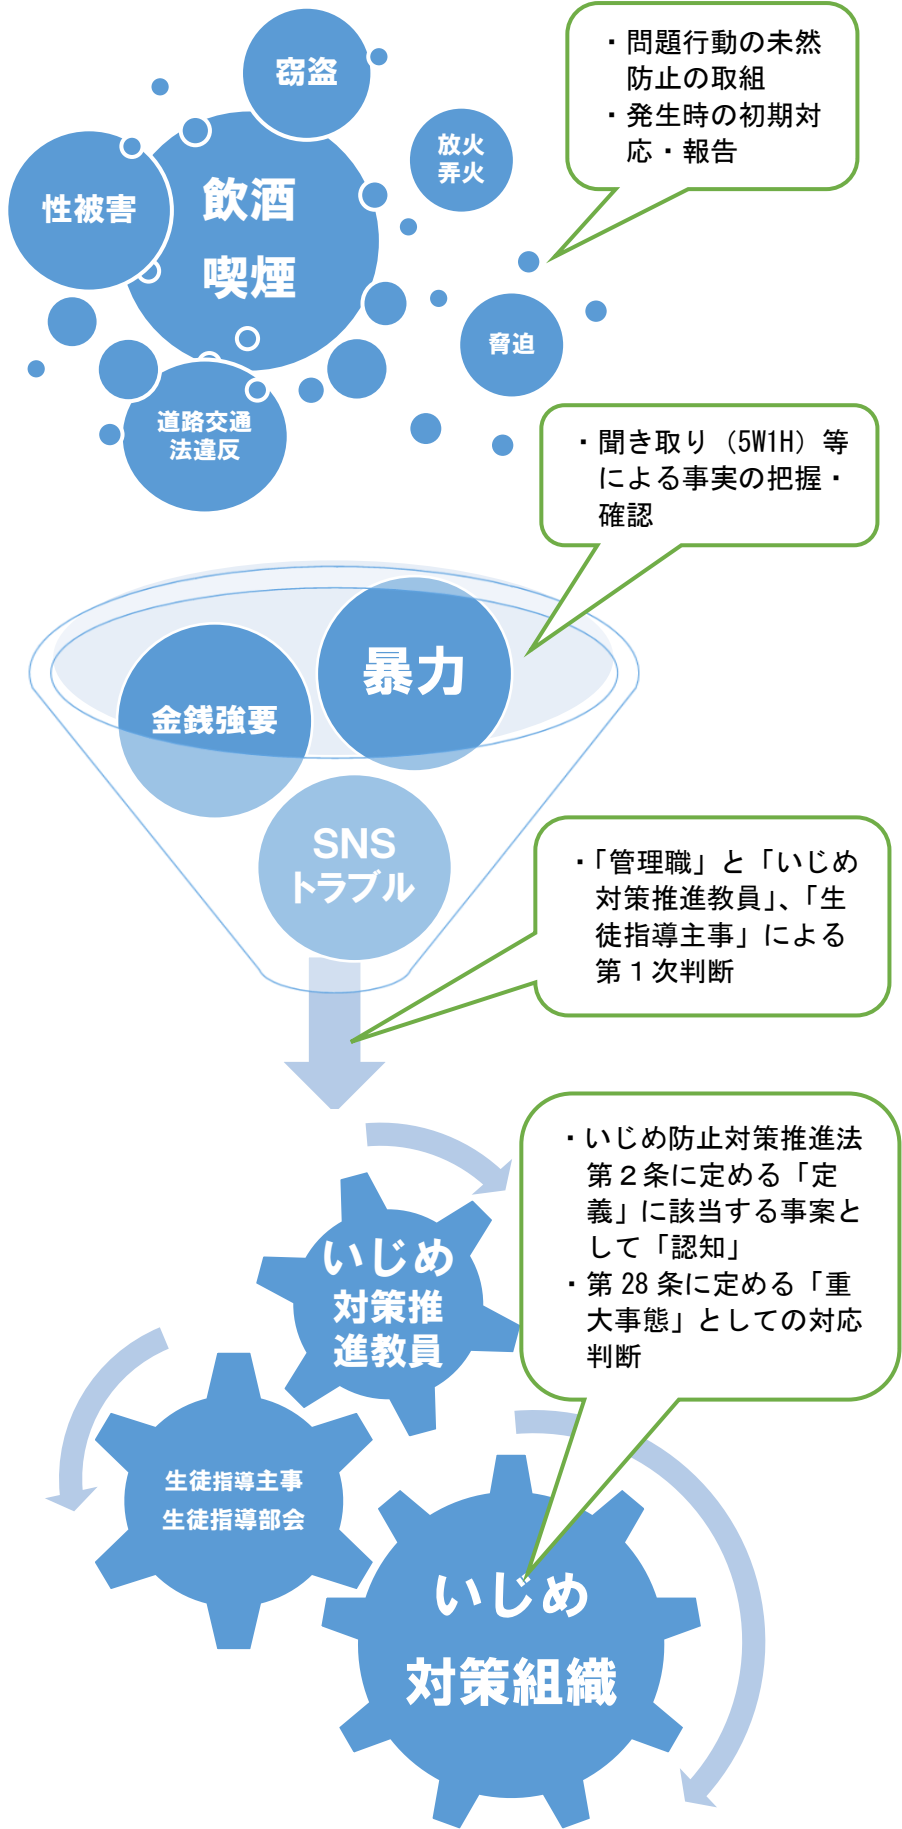 窃盗
・問題行動の未然
防止の取組
・発生時の初期対
応・報告
放火
弄火
性被害
飲酒
喫煙
脅迫
道路交通
法違反
・聞き取り（5W1H）等
による事実の把握・
確認
暴力
金銭強要
SNS
トラブル
・「管理職」と「いじめ
対策推進教員」、「生
徒指導主事」による
第１次判断
・いじめ防止対策推進法
第２条に定める「定
義」に該当する事案と
して「認知」
・第 28 条に定める「重
大事態」としての対応
判断
いじめ
対策推
進教員
生徒指導主事
生徒指導部会
いじめ
対策組織